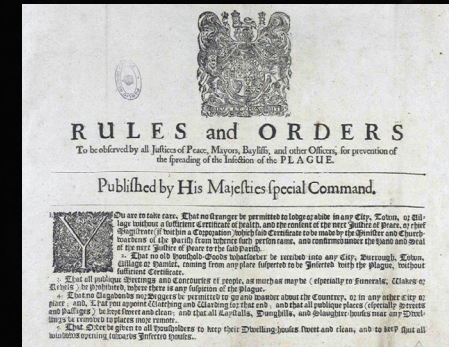 RULES and ORDERS
To be observed by all Justices of Peace, Mayors, Bayliffs, and other Officers, for prevention of
the spreading of the Infection of the PLAGUE.
Published by His Majesties special Command.
YOu are to take care, That no stranger be permitted to lodge or abide in any City, Town, or Vil-
lage without a sufficient Certificate of health, and the consent of the next Justice of Peace, or chief
Magistrate (if within a Corporation) which said Certificate to be made by the Minister and Church-
wardens of the Parish from whence such person came, and confirmed under the Hand and Seal
of the next Justice of Peace to the said Parish.
2. That no old Houshold-Goods whatsoever be received into any City, Burrough, Town,
Village or Hamlet, coming from any place suspected to be Infected with the Plague, without
sufficient Certificate.
3. That all publique Meetings and Concourses of people, as much as may be (especially to Funerals, Wakes or
Revels) be Prohibited, where there is any suspition of the Plague.
4. That no Vagabonds nor Beggers be permitted to go and wander about the Countrey, or in any other City or
place; and, That you appoint Watching and Warding for that end; and that all publique places (especially Streets
and Passages) be kept sweet and clean; and that all Laystalls, Dunghills, and Slaughter-houses near any Dwel-
lings be removed to places more remote.
5. That Order be given to all housholders to keep their Dwelling-houses sweet and clean, and to keep shut all
windows opening towards Infected Houses.